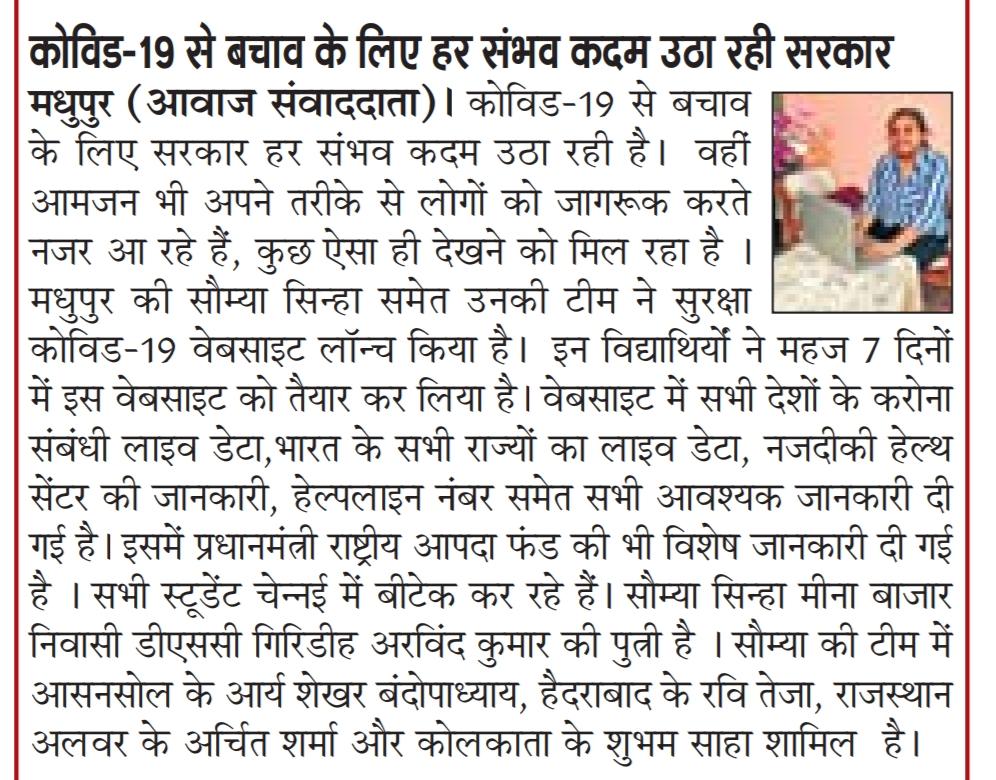 कोविड-19 से बचाव के लिए हर संभव कदम उठा रही सरकार
मधुपुर (आवाज संवाददाता)। कोविड-19 से बचाव
के लिए सरकार हर संभव कदम उठा रही है। वहीं
आमजन भी अपने तरीके से लोगों को जागरूक करते
नजर आ रहे हैं, कुछ ऐसा ही देखने को मिल रहा है ।
मधुपुर की सौम्या सिन्हा समेत उनकी टीम ने सुरक्षा
कोविड-19 वेबसाइट लॉन्च किया है। इन विद्यार्थियों ने महज 7 दिनों
में इस वेबसाइट को तैयार कर लिया है। वेबसाइट में सभी देशों के करोना
संबंधी लाइव डेटा,भारत के सभी राज्यों का लाइव डेटा, नजदीकी हेल्थ
सेंटर की जानकारी, हेल्पलाइन नंबर समेत सभी आवश्यक जानकारी दी
गई है। इसमें प्रधानमंत्री राष्ट्रीय आपदा फंड की भी विशेष जानकारी दी गई
है । सभी स्टूडेंट चेन्नई में बीटेक कर रहे हैं। सौम्या सिन्हा मीना बाजार
निवासी डीएससी गिरिडीह अरविंद कुमार की पुत्री है । सौम्या की टीम में
आसनसोल के आर्य शेखर बंदोपाध्याय, हैदराबाद के रवि तेजा, राजस्थान
अलवर के अर्चित शर्मा और कोलकाता के शुभम साहा शामिल है।